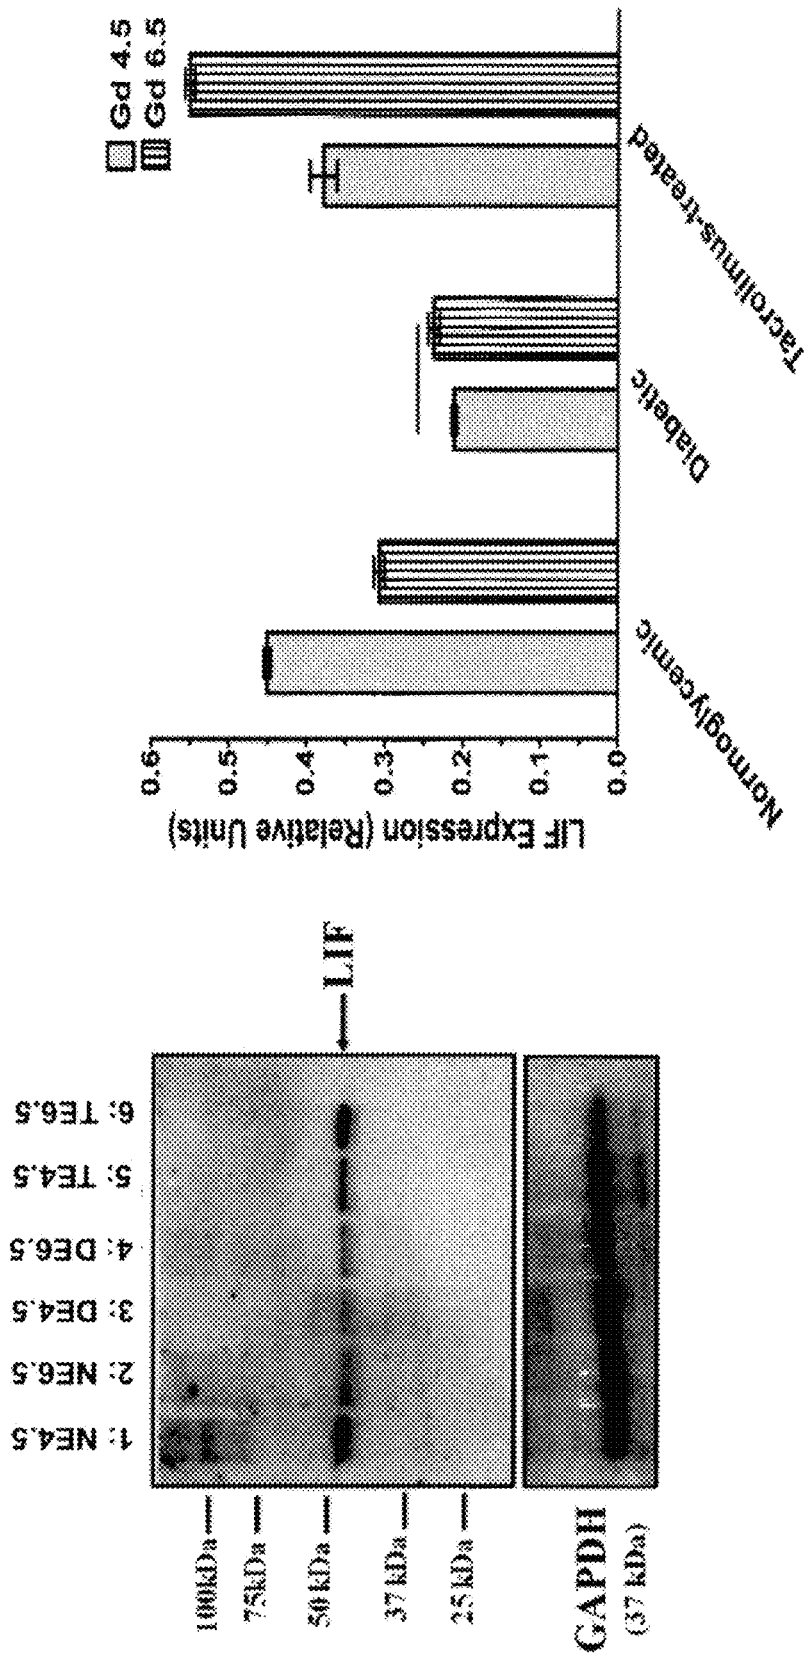 1: NE4.5
2: NE6.5
3: DE4.5
4: DE6.5
5: TE4.5
6: TE6.5
100kDa
75kDa
50 kDa
37 kDa
25 kDa
LIF
GAPDH
(37 kDa)
Gd 4.5
Gd 6.5
LIF Expression (Relative Units)
0.6
0.5
0.4
0.3
0.2
0.1
0.0
Normoglycemic
Diabetic
Tacrolimus-treated